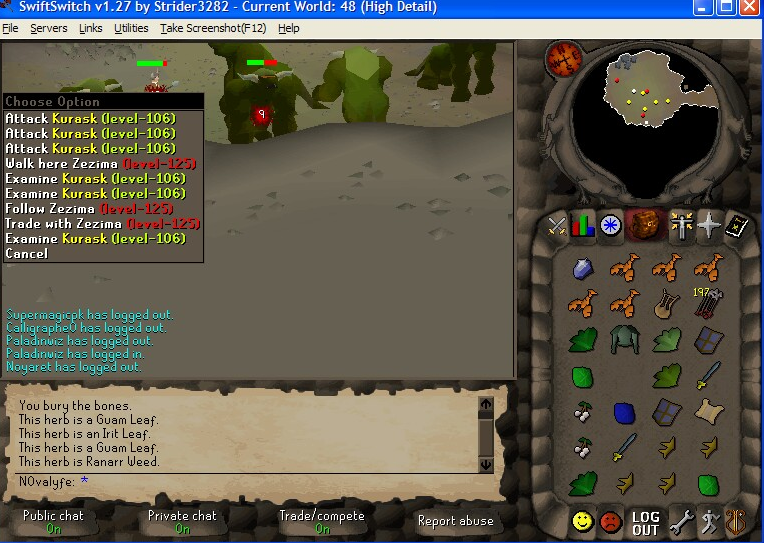 SwiftSwitch v1.27 by Strider3282 - Current World: 48 (High Detail)
File Servers Links Utilities Take Screenshot(F12) Help
Choose Option
Attack Kurask (level-106)
Attack Kurask (level-106)
Attack Kurask (level-106)
Walk here Zezima (level-125)
Examine Kurask (level-106)
Examine Kurask (level-106)
Follow Zezima (level-125)
Trade with Zezima (level-125)
Examine Kurask (level-106)
Cancel
9
197
Supermagicpk has logged out.
Calligraphe0 has logged out.
Paladinwiz has logged out.
Paladinwiz has logged in.
Noyaret has logged out.
You bury the bones.
This herb is a Guam Leaf.
This herb is an Irit Leaf.
This herb is a Guam Leaf.
This herb is Ranarr Weed.
N0valyfe: *
Public chat
On
Private chat
On
Trade/compete
On
Report abuse
LOG
OUT